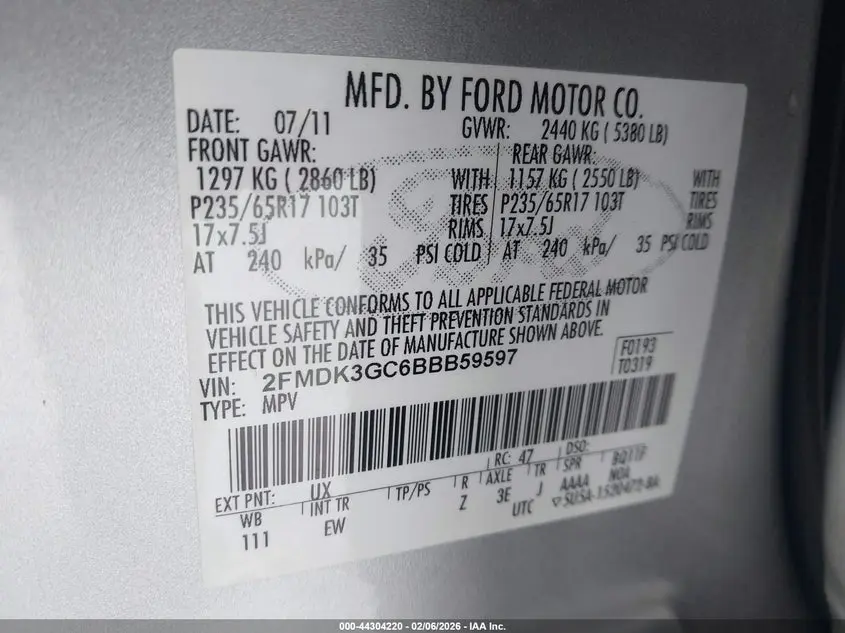 MFD. BY FORD MOTOR CO.
DATE: 07/11 GVWR: 2440 KG ( 5380 LB)
FRONT GAWR: REAR GAWR:
1297 KG ( 2860 LB) WITH 1157 KG ( 2550 LB) WITH
P235/65R17 103T TIRES P235/65R17 103T TIRES
17x7.5J RIMS 17x7.5J RIMS
AT 240 kPa/ 35 PSI COLD AT 240 kPa/ 35 PSI COLD
THIS VEHICLE CONFORMS TO ALL APPLICABLE FEDERAL MOTOR
VEHICLE SAFETY AND THEFT PREVENTION STANDARDS IN
EFFECT ON THE DATE OF MANUFACTURE SHOWN ABOVE.
VIN: 2FMDK3GC6BBB59597 F0193
TYPE: MPV T0319
RC: 47 DSO:
EXT PNT: UX
WB INT TR TP/PS R AXLE TR SPR
111 EW Z 3E J AAAA
UTC
000-44304220 - 02/06/2026 - IAA Inc.